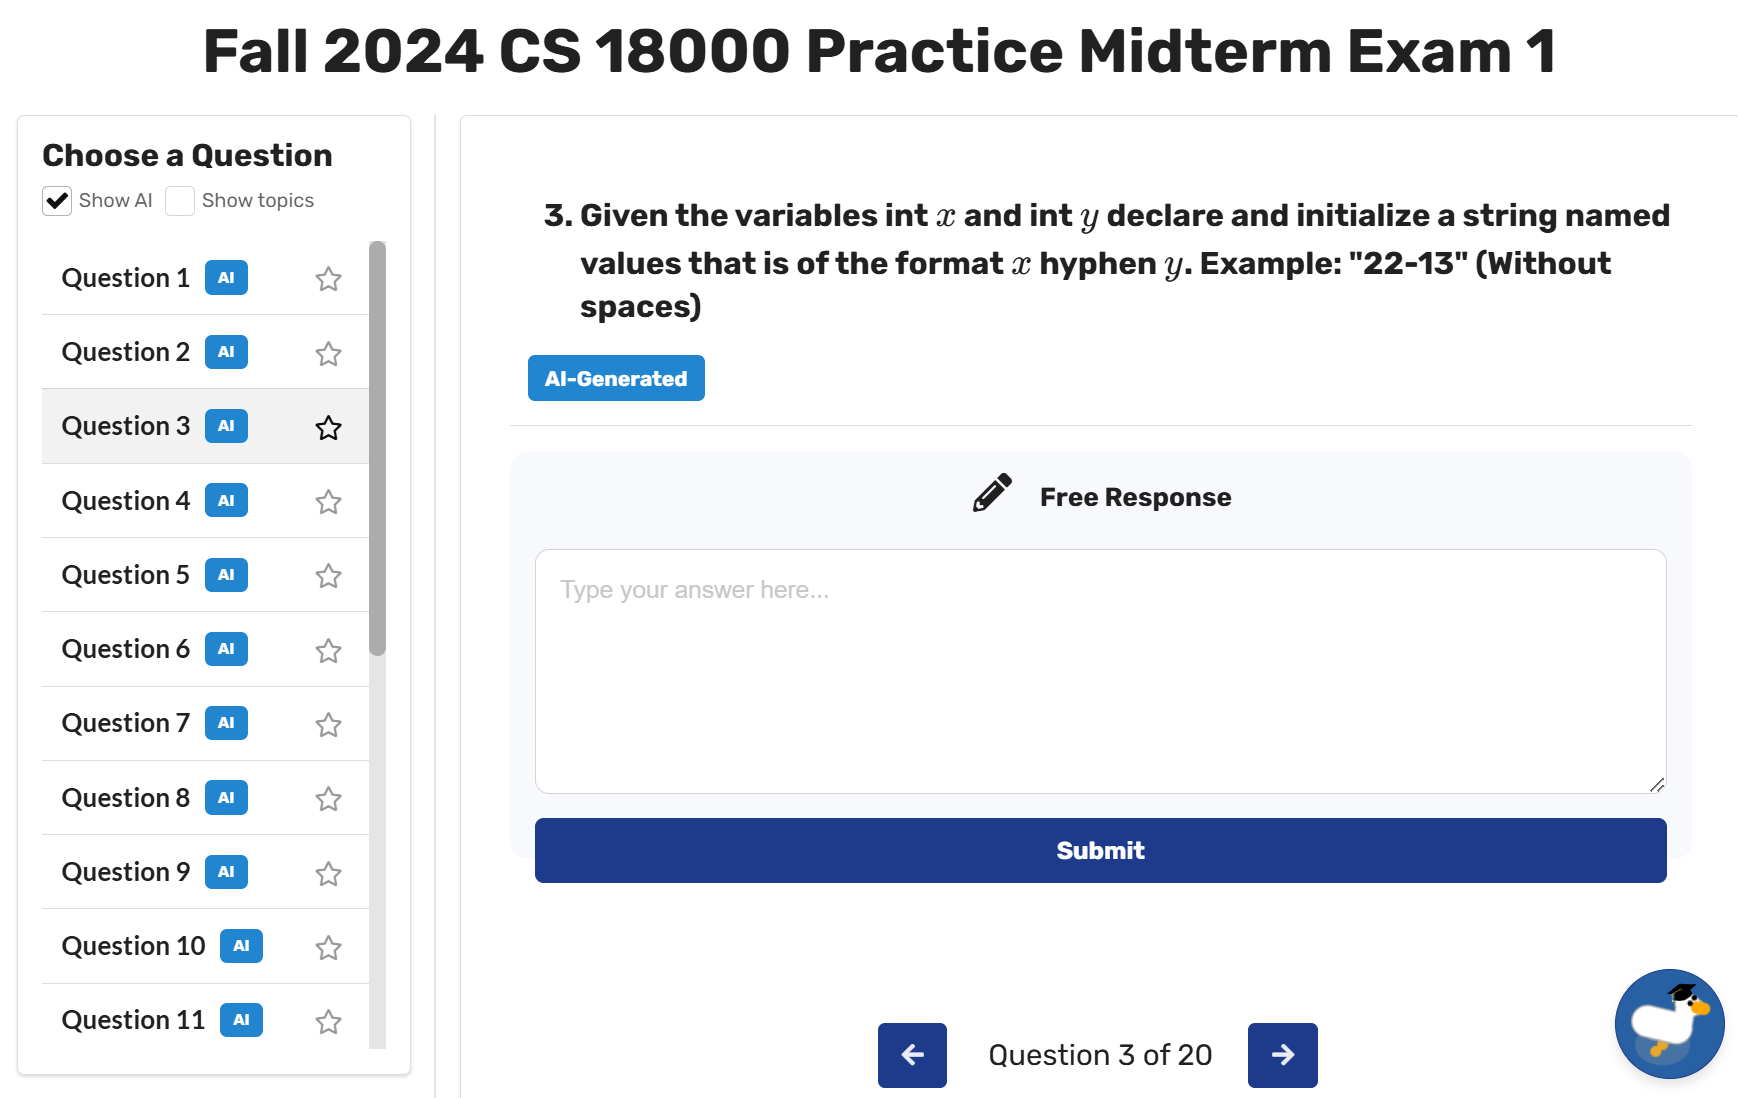 Fall 2024 CS 18000 Practice Midterm Exam 1
Choose a Question
Show AI Show topics
Question 1 AI
Question 2 AI
Question 3 AI
Question 4 AI
Question 5 AI
Question 6 AI
Question 7 AI
Question 8 AI
Question 9 AI
Question 10 AI
Question 11 AI
3. Given the variables int x and int y declare and initialize a string named
values that is of the format x hyphen y. Example: "22-13" (Without
spaces)
AI-Generated
Free Response
Type your answer here...
Submit
Question 3 of 20